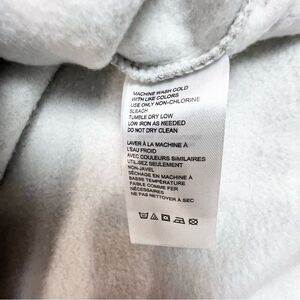 MACHINE WASH COLD
WITH LIKE COLORS
USE ONLY NON-CHLORINE
BLEACH
TUMBLE DRY LOW
LOW IRON AS NEEDED
DO NOT DRY CLEAN
LAVER À LA MACHINE À
L'EAU FROID
AVEC COULEURS SIMILAIRES
UTILISEZ SEULEMENT
NON-JAVEL
SÉCHAGE EN MACHINE À
BASSE TEMPÉRATURE
FAIBLE COMME FER
NÉCESSAIRES
NE PAS NETTOYER À SEC